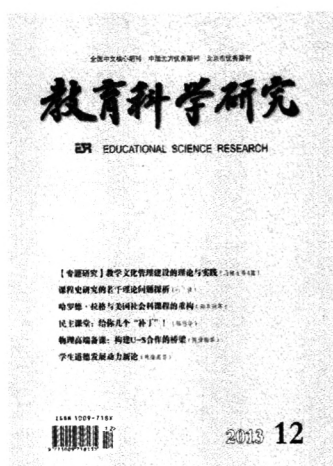 全国中文核心期刊 中国北方优秀期刊 北京市优秀期刊
教育科学研究
ESR EDUCATIONAL SCIENCE RESEARCH
【专题研究】教学文化管理建设的理论与实践
课程史研究的若干理论问题探析
哈罗德·拉格与美国社会科课程的重构
民主课堂:给你几个“补丁”!
物理高端备课:构建U-S合作的桥梁
学生道德发展动力新论
ISSN 1009-718X
2013 12